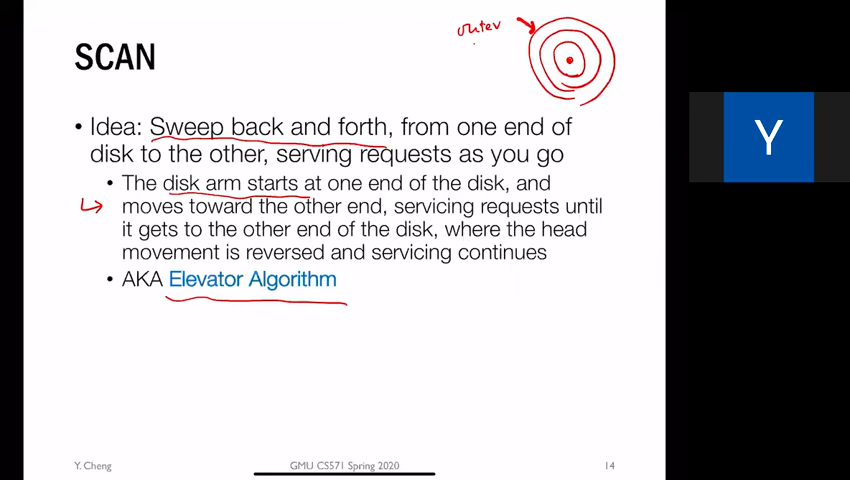 outer
SCAN
• Idea: Sweep back and forth, from one end of
disk to the other, serving requests as you go
• The disk arm starts at one end of the disk, and
moves toward the other end, servicing requests until
it gets to the other end of the disk, where the head
movement is reversed and servicing continues
• AKA Elevator Algorithm
Y
Y. Cheng
GMU CS571 Spring 2020
14